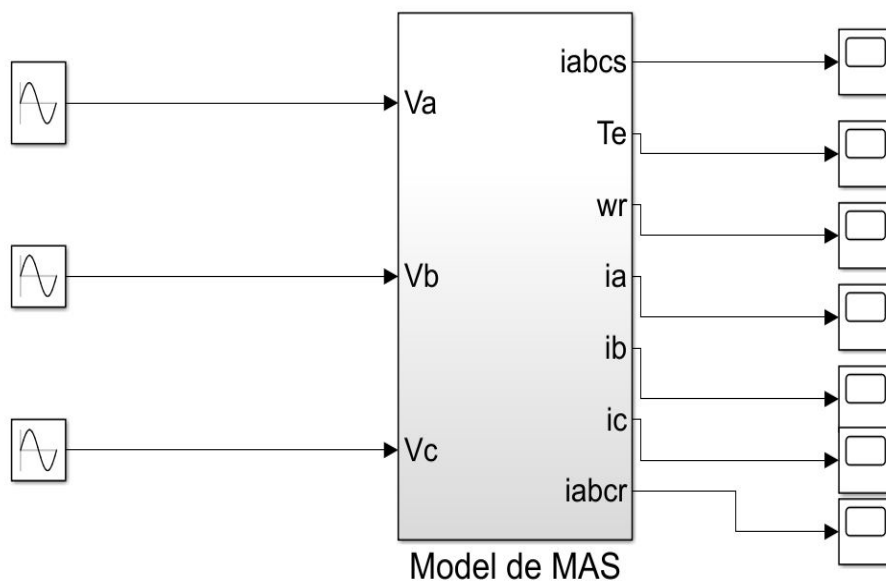 iabcs
Va
Te
wr
Vb
ia
ib
ic
Vc
iabcr
Model de MAS